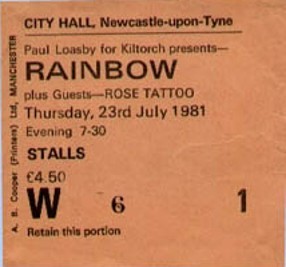 CITY HALL, Newcastle-upon-Tyne
Paul Loasby for Kiltorch presents—
RAINBOW
plus Guests—ROSE TATTOO
Thursday, 23rd July 1981
Evening 7-30
STALLS
£4.50
W 6 1
Retain this portion
A. B. Cooper (Printers) Ltd, MANCHESTER